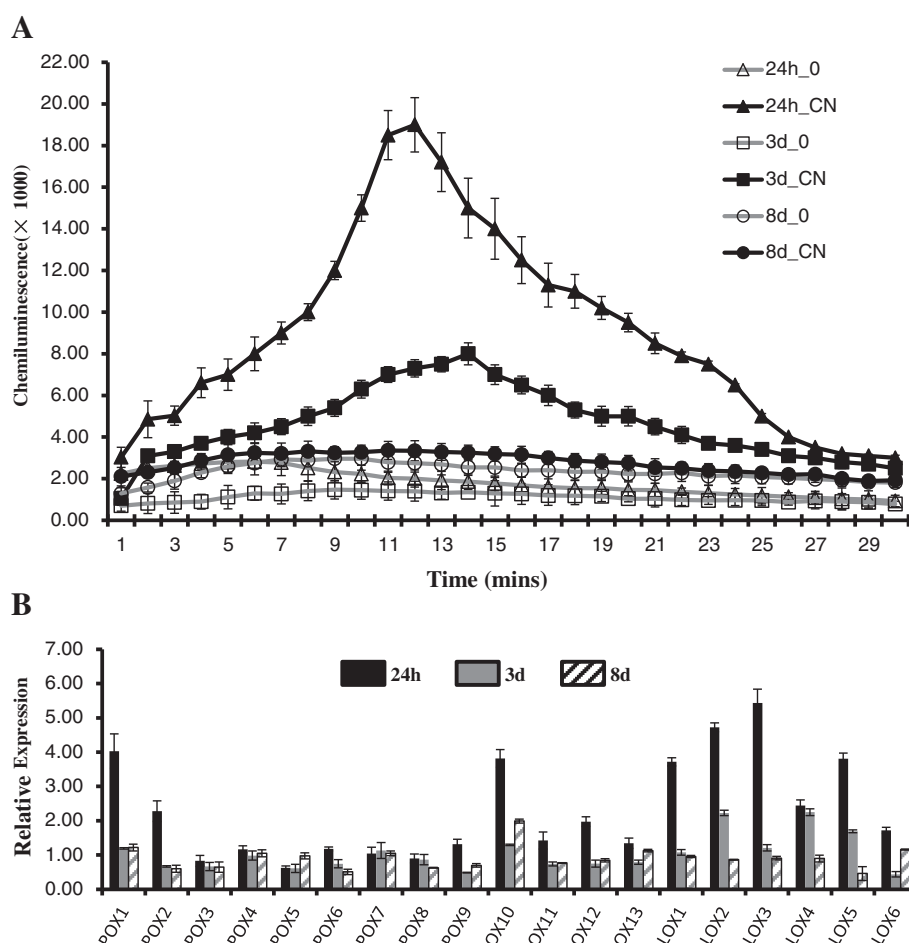 A
22.00
20.00
18.00
16.00
14.00
12.00
10.00
8.00
6.00
4.00
2.00
0.00
Chemiluminescence(× 1000)
24h_0
24h_CN
3d_0
3d_CN
8d_0
8d_CN
1 3 5 7 9 11 13 15 17 19 21 23 25 27 29
Time (mins)
B
7.00
6.00
5.00
4.00
3.00
2.00
1.00
0.00
Relative Expression
24h 3d 8d
POX1 POX2 POX3 POX4 POX5 POX6 POX7 POX8 POX9 OX10 OX11 OX12 OX13 LOX1 LOX2 LOX3 LOX4 LOX5 LOX6